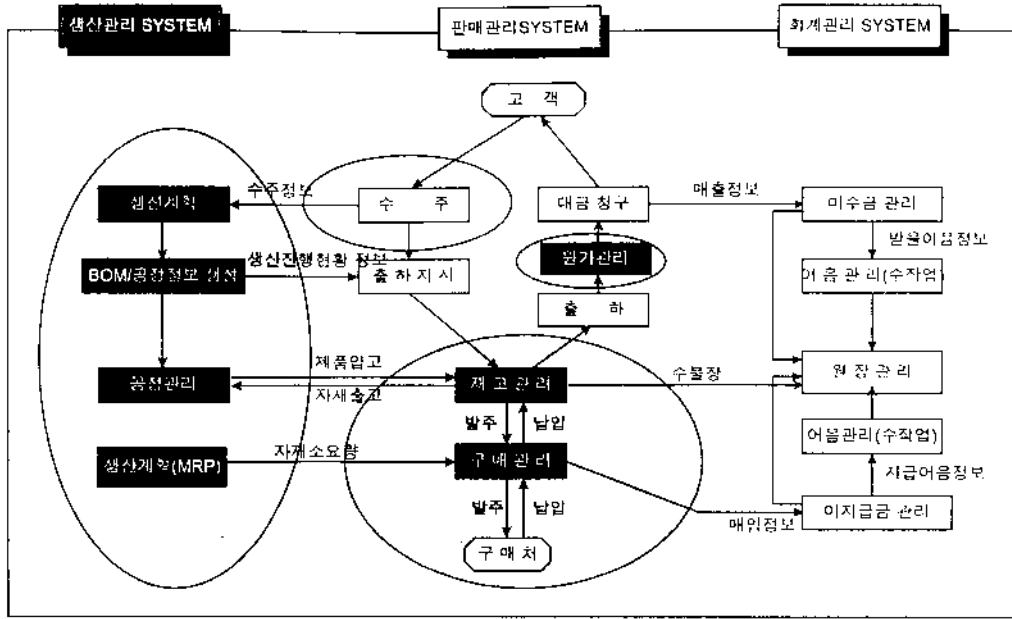 생산관리 SYSTEM
판매관리SYSTEM
회계관리 SYSTEM
고 객
수주정보
수 주
대금 청구
매출정보
미수금 관리
생산계획
받을어음정보
BOM/공정정보 생성
생산진행현황 정보
출 하 지 시
원가관리
어 음 관 리 (수작업)
출 하
제품입고
공정관리
자재출고
재 고 관 리
수불장
원 장 관 리
발주
납입
어음관리(수작업)
생산계획(MRP)
자재소요량
구 매 관 리
지급어음정보
발주
납입
매입정보
미지급금 관리
구 매 처